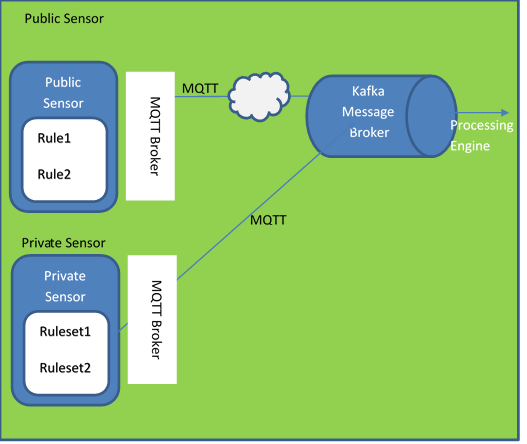 Public Sensor
Public
Sensor
Rule1
Rule2
MQTT Broker
MQTT
Kafka
Message
Broker
Processing
Engine
MQTT
Private Sensor
Private
Sensor
Ruleset1
Ruleset2
MQTT Broker